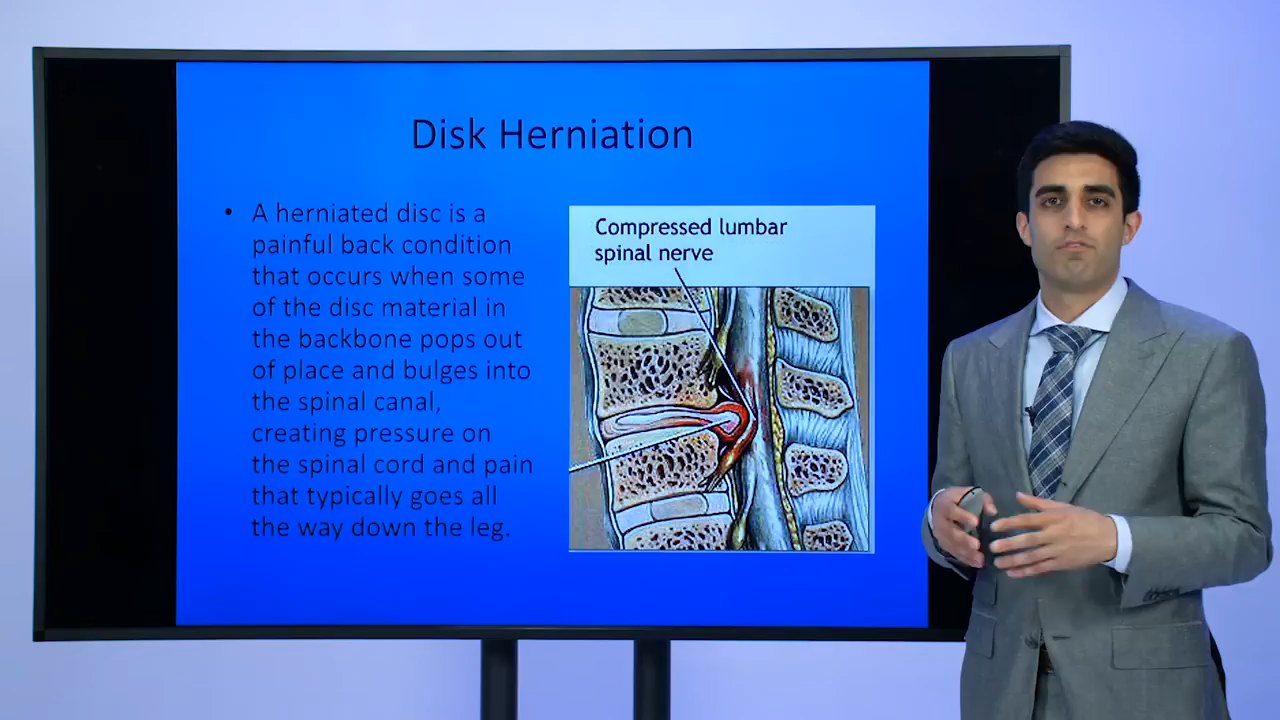 Disk Herniation
• A herniated disc is a
painful back condition
that occurs when some
of the disc material in
the backbone pops out
of place and bulges into
the spinal canal,
creating pressure on
the spinal cord and pain
that typically goes all
the way down the leg.
Compressed lumbar
spinal nerve